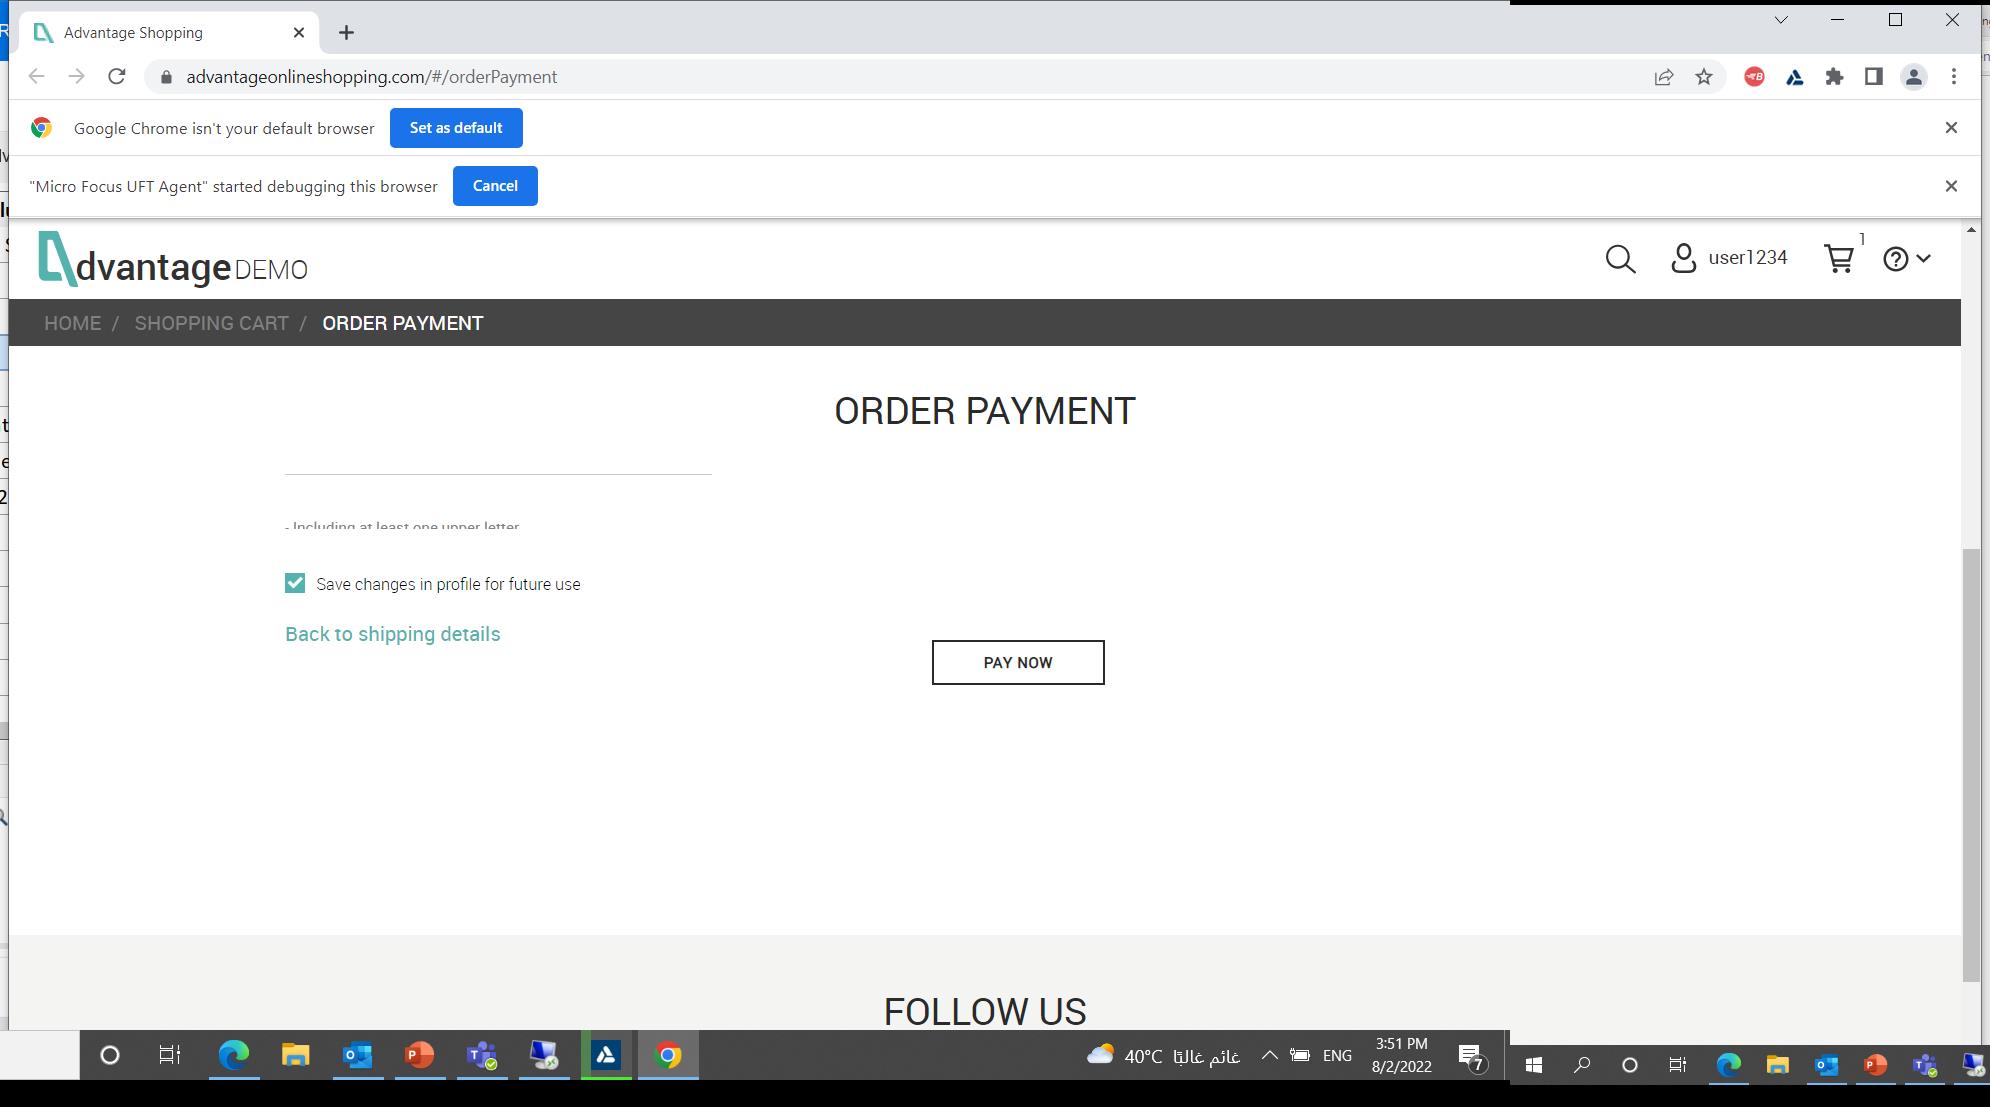 Advantage Shopping
advantageonlineshopping.com/#/orderPayment
Google Chrome isn't your default browser
Set as default
"Micro Focus UFT Agent" started debugging this browser
Cancel
dvantage DEMO
user1234
1
HOME / SHOPPING CART / ORDER PAYMENT
ORDER PAYMENT
- Including at least one upper letter
Save changes in profile for future use
Back to shipping details
PAY NOW
FOLLOW US
40°C غائم غالبًا
ENG
3:51 PM
8/2/2022
7